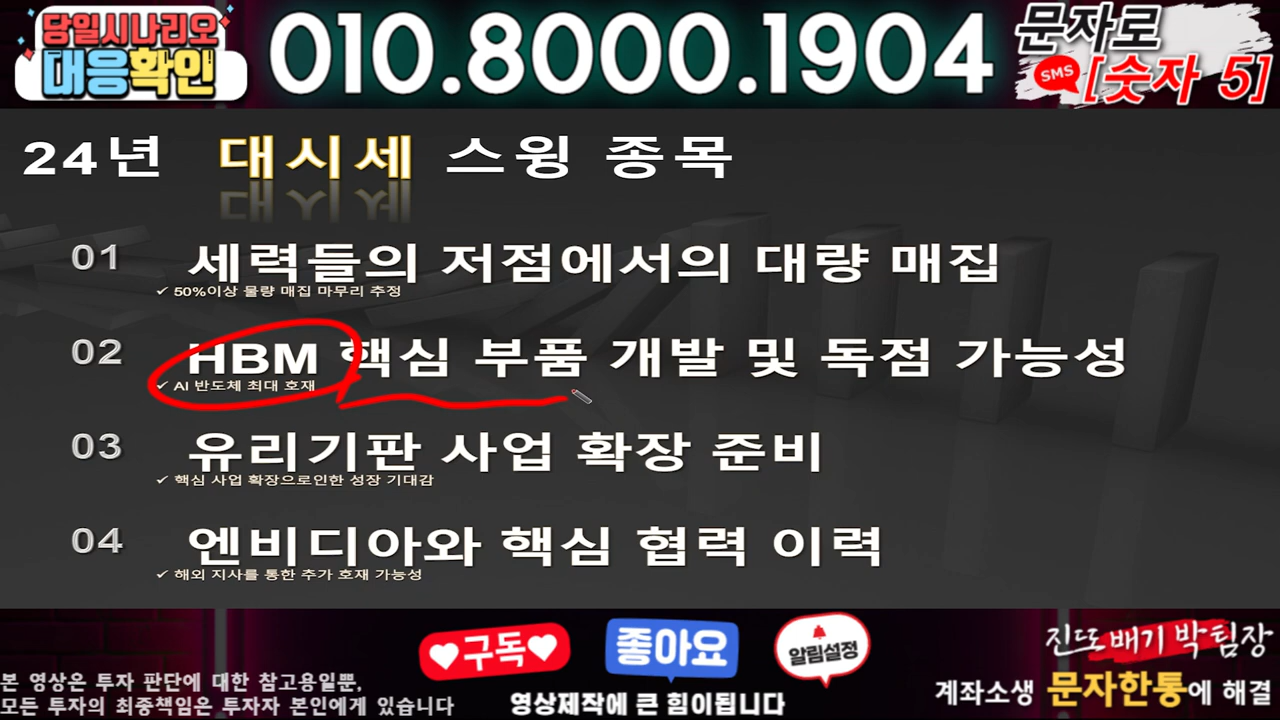 당일시나리오
대응확인
010.8000.1904
문자로
SMS [숫자 5]
24년 대시세 스윙 종목
01 세력들의 저점에서의 대량 매집
✓ 50%이상 물량 매집 마무리 추정
02 HBM 핵심 부품 개발 및 독점 가능성
✓ AI 반도체 최대 호재
03 유리기판 사업 확장 준비
✓ 핵심 사업 확장으로인한 성장 기대감
04 엔비디아와 핵심 협력 이력
✓ 해외 지사를 통한 추가 호재 가능성
본 영상은 투자 판단에 대한 참고용일뿐,
모든 투자의 최종책임은 투자자 본인에게 있습니다
구독
좋아요
알림설정
영상제작에 큰 힘이됩니다
진또배기 박팀장
계좌소생 문자한통에 해결